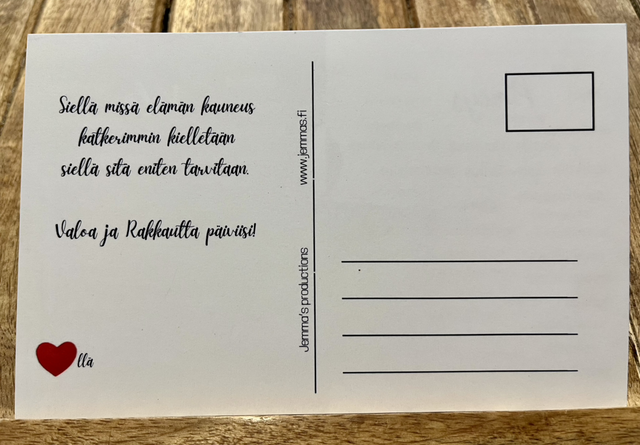 Siellä missä elämän kauneus
katkerimmin kielletään
siellä sitä eniten tarvitaan.
Valoa ja Rakkautta päiviisi!
llä
Jemma's productions
www.jemmas.fi